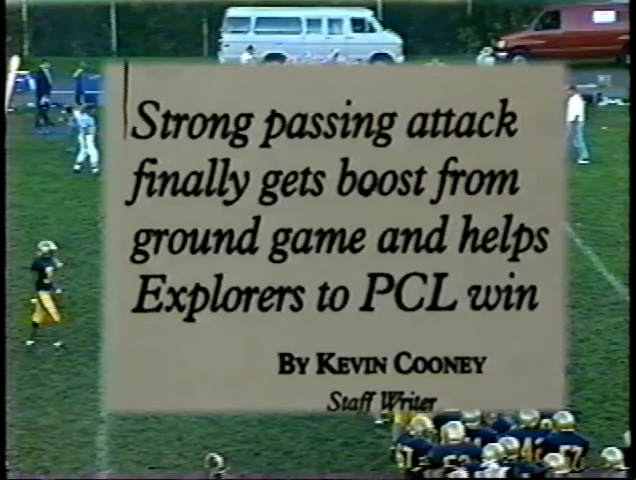 Strong passing attack
finally gets boost from
ground game and helps
Explorers to PCL win
BY KEVIN COONEY
Staff Writer
57